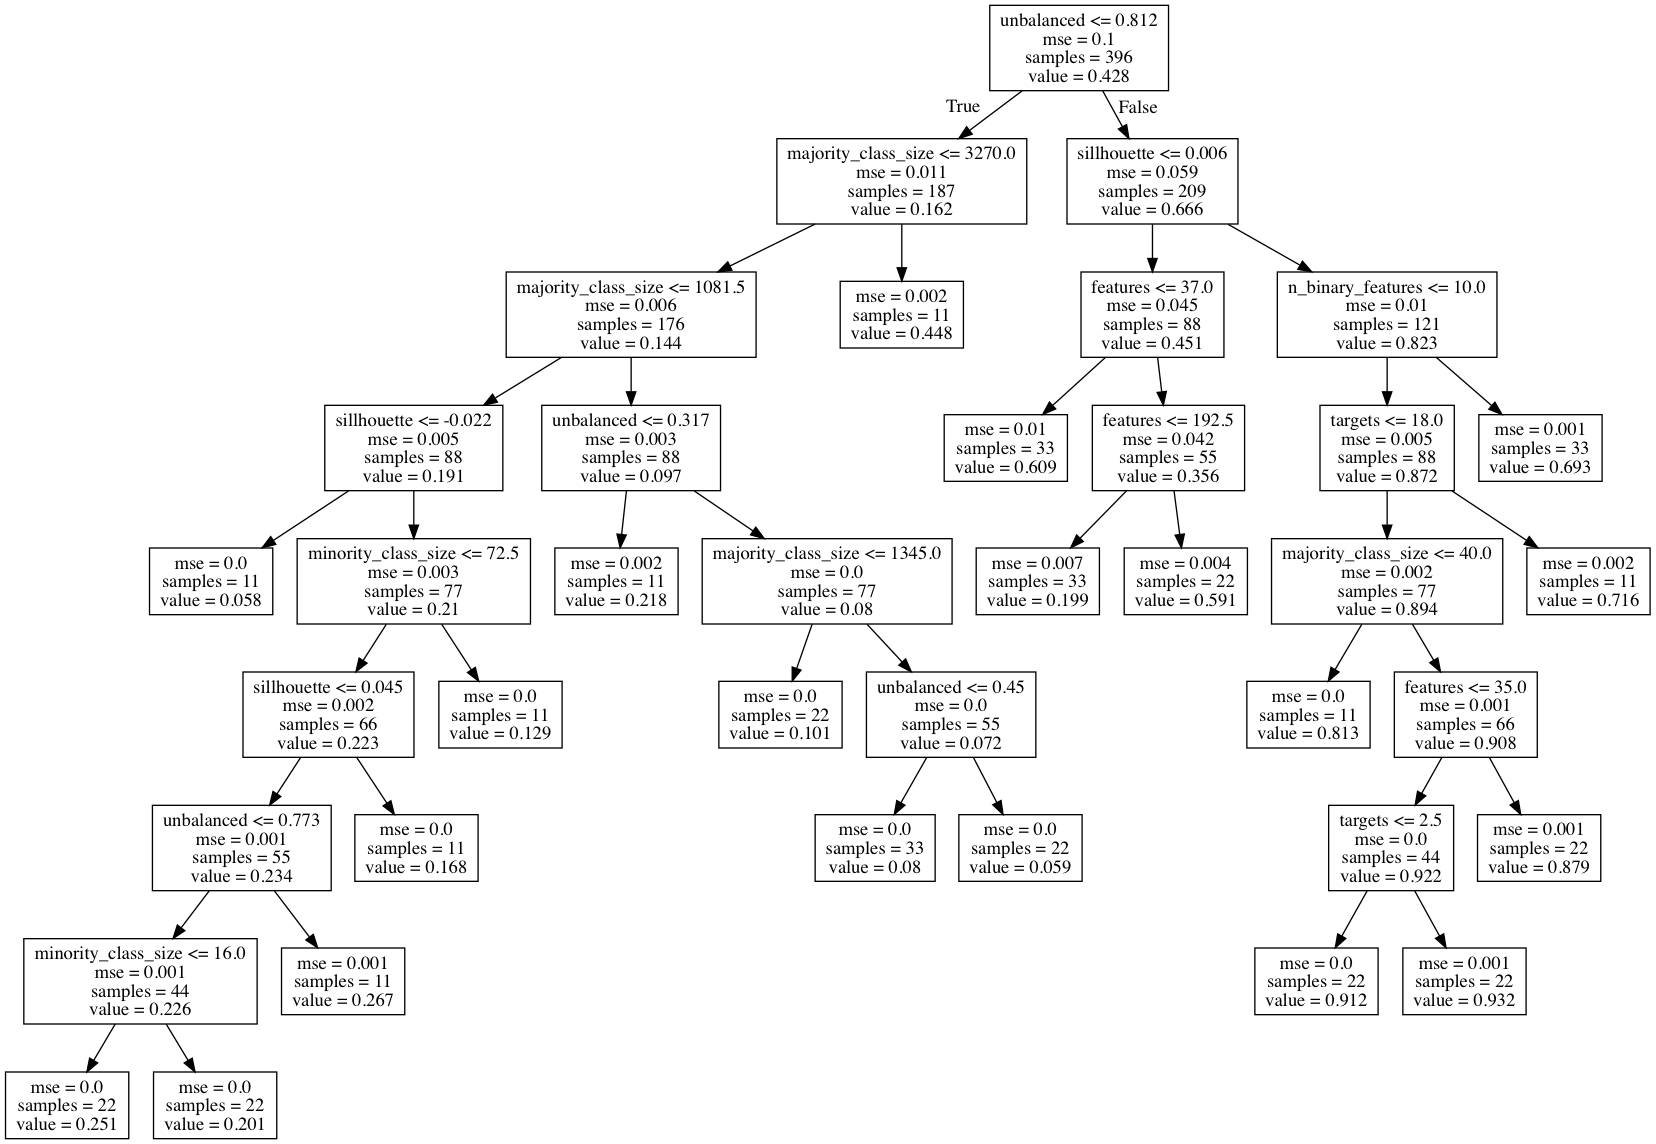 unbalanced <= 0.812
mse = 0.1
samples = 396
value = 0.428
True
False
majority_class_size <= 3270.0
mse = 0.011
samples = 187
value = 0.162
sillhouette <= 0.006
mse = 0.059
samples = 209
value = 0.666
majority_class_size <= 1081.5
mse = 0.006
samples = 176
value = 0.144
mse = 0.002
samples = 11
value = 0.448
features <= 37.0
mse = 0.045
samples = 88
value = 0.451
n_binary_features <= 10.0
mse = 0.01
samples = 121
value = 0.823
sillhouette <= -0.022
mse = 0.005
samples = 88
value = 0.191
unbalanced <= 0.317
mse = 0.003
samples = 88
value = 0.097
mse = 0.01
samples = 33
value = 0.609
features <= 192.5
mse = 0.042
samples = 55
value = 0.356
targets <= 18.0
mse = 0.005
samples = 88
value = 0.872
mse = 0.001
samples = 33
value = 0.693
mse = 0.0
samples = 11
value = 0.058
minority_class_size <= 72.5
mse = 0.003
samples = 77
value = 0.21
mse = 0.002
samples = 11
value = 0.218
majority_class_size <= 1345.0
mse = 0.0
samples = 77
value = 0.08
mse = 0.007
samples = 33
value = 0.199
mse = 0.004
samples = 22
value = 0.591
majority_class_size <= 40.0
mse = 0.002
samples = 77
value = 0.894
mse = 0.002
samples = 11
value = 0.716
sillhouette <= 0.045
mse = 0.002
samples = 66
value = 0.223
mse = 0.0
samples = 11
value = 0.129
mse = 0.0
samples = 22
value = 0.101
unbalanced <= 0.45
mse = 0.0
samples = 55
value = 0.072
mse = 0.0
samples = 11
value = 0.813
features <= 35.0
mse = 0.001
samples = 66
value = 0.908
unbalanced <= 0.773
mse = 0.001
samples = 55
value = 0.234
mse = 0.0
samples = 11
value = 0.168
mse = 0.0
samples = 33
value = 0.08
mse = 0.0
samples = 22
value = 0.059
targets <= 2.5
mse = 0.0
samples = 44
value = 0.922
mse = 0.001
samples = 22
value = 0.879
minority_class_size <= 16.0
mse = 0.001
samples = 44
value = 0.226
mse = 0.001
samples = 11
value = 0.267
mse = 0.0
samples = 22
value = 0.912
mse = 0.001
samples = 22
value = 0.932
mse = 0.0
samples = 22
value = 0.251
mse = 0.0
samples = 22
value = 0.201